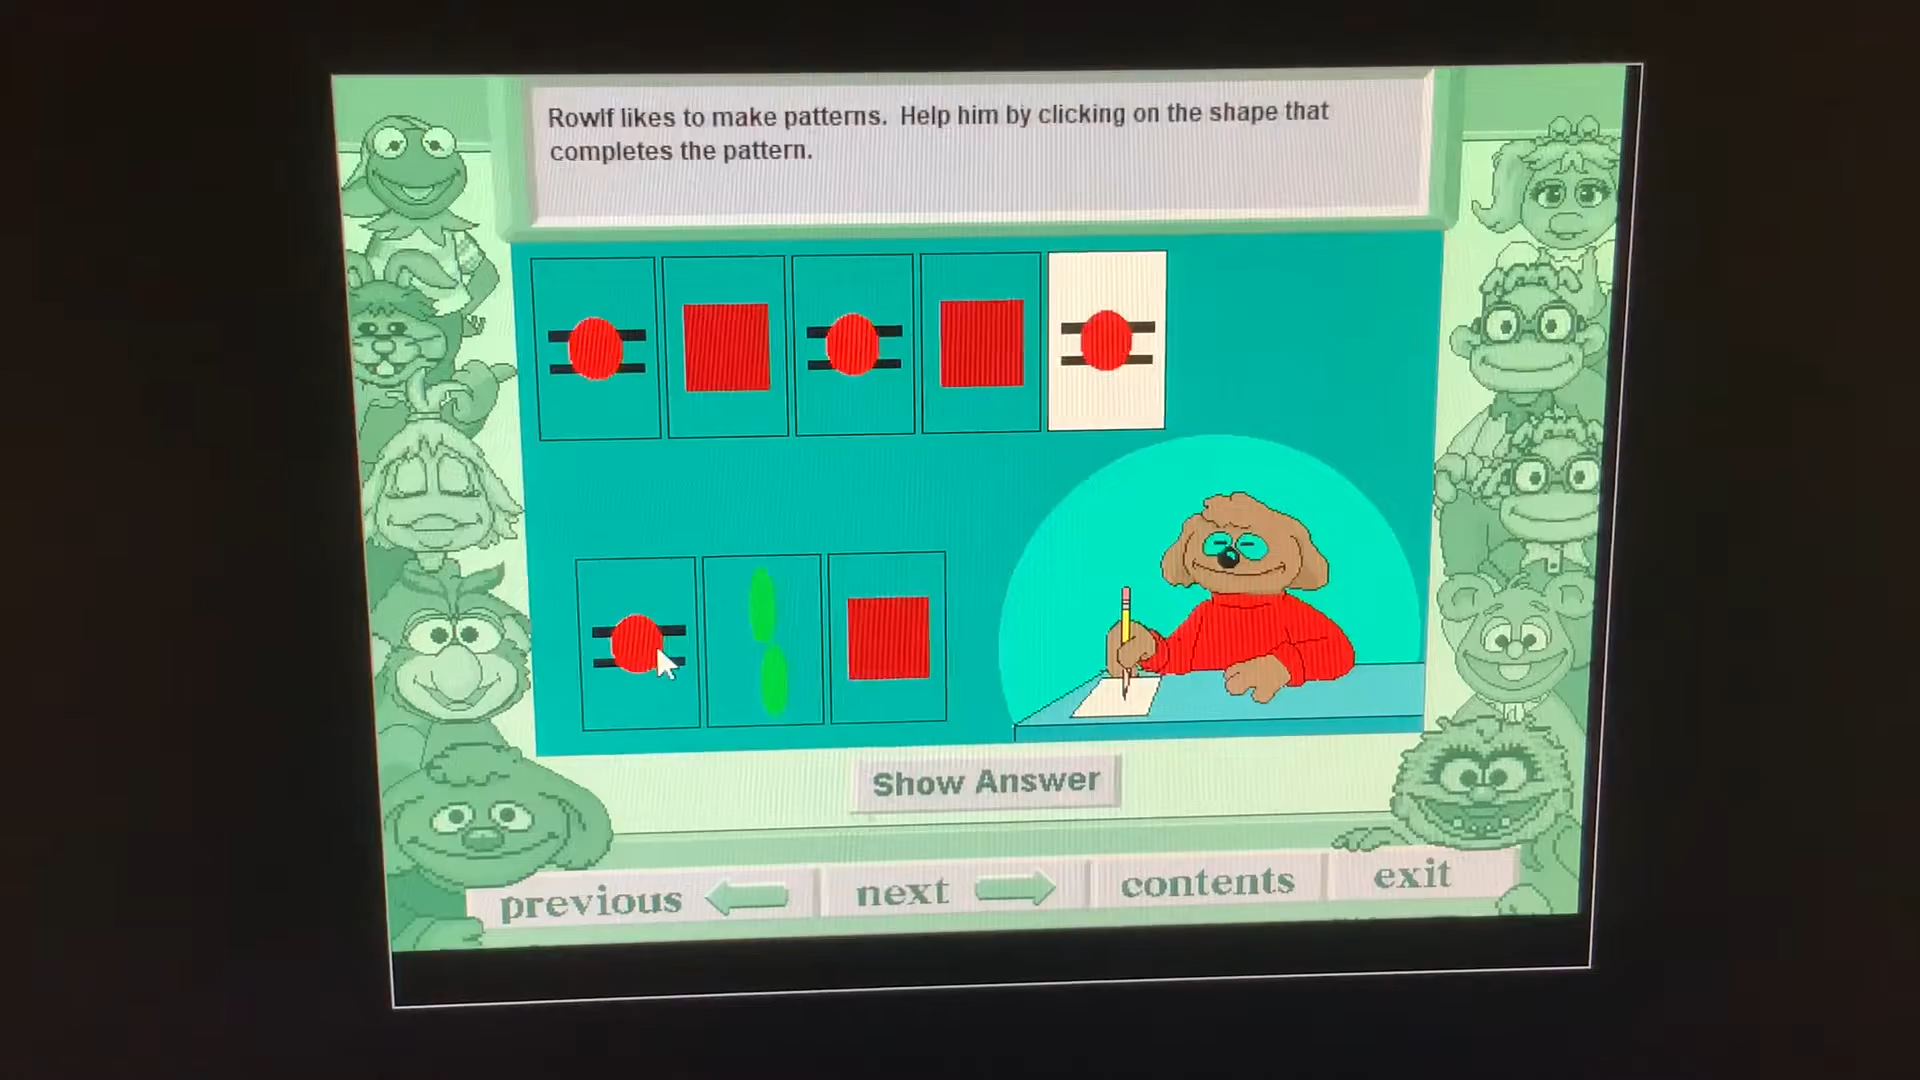 Rowlf likes to make patterns. Help him by clicking on the shape that
completes the pattern.
Show Answer
previous
next
contents
exit